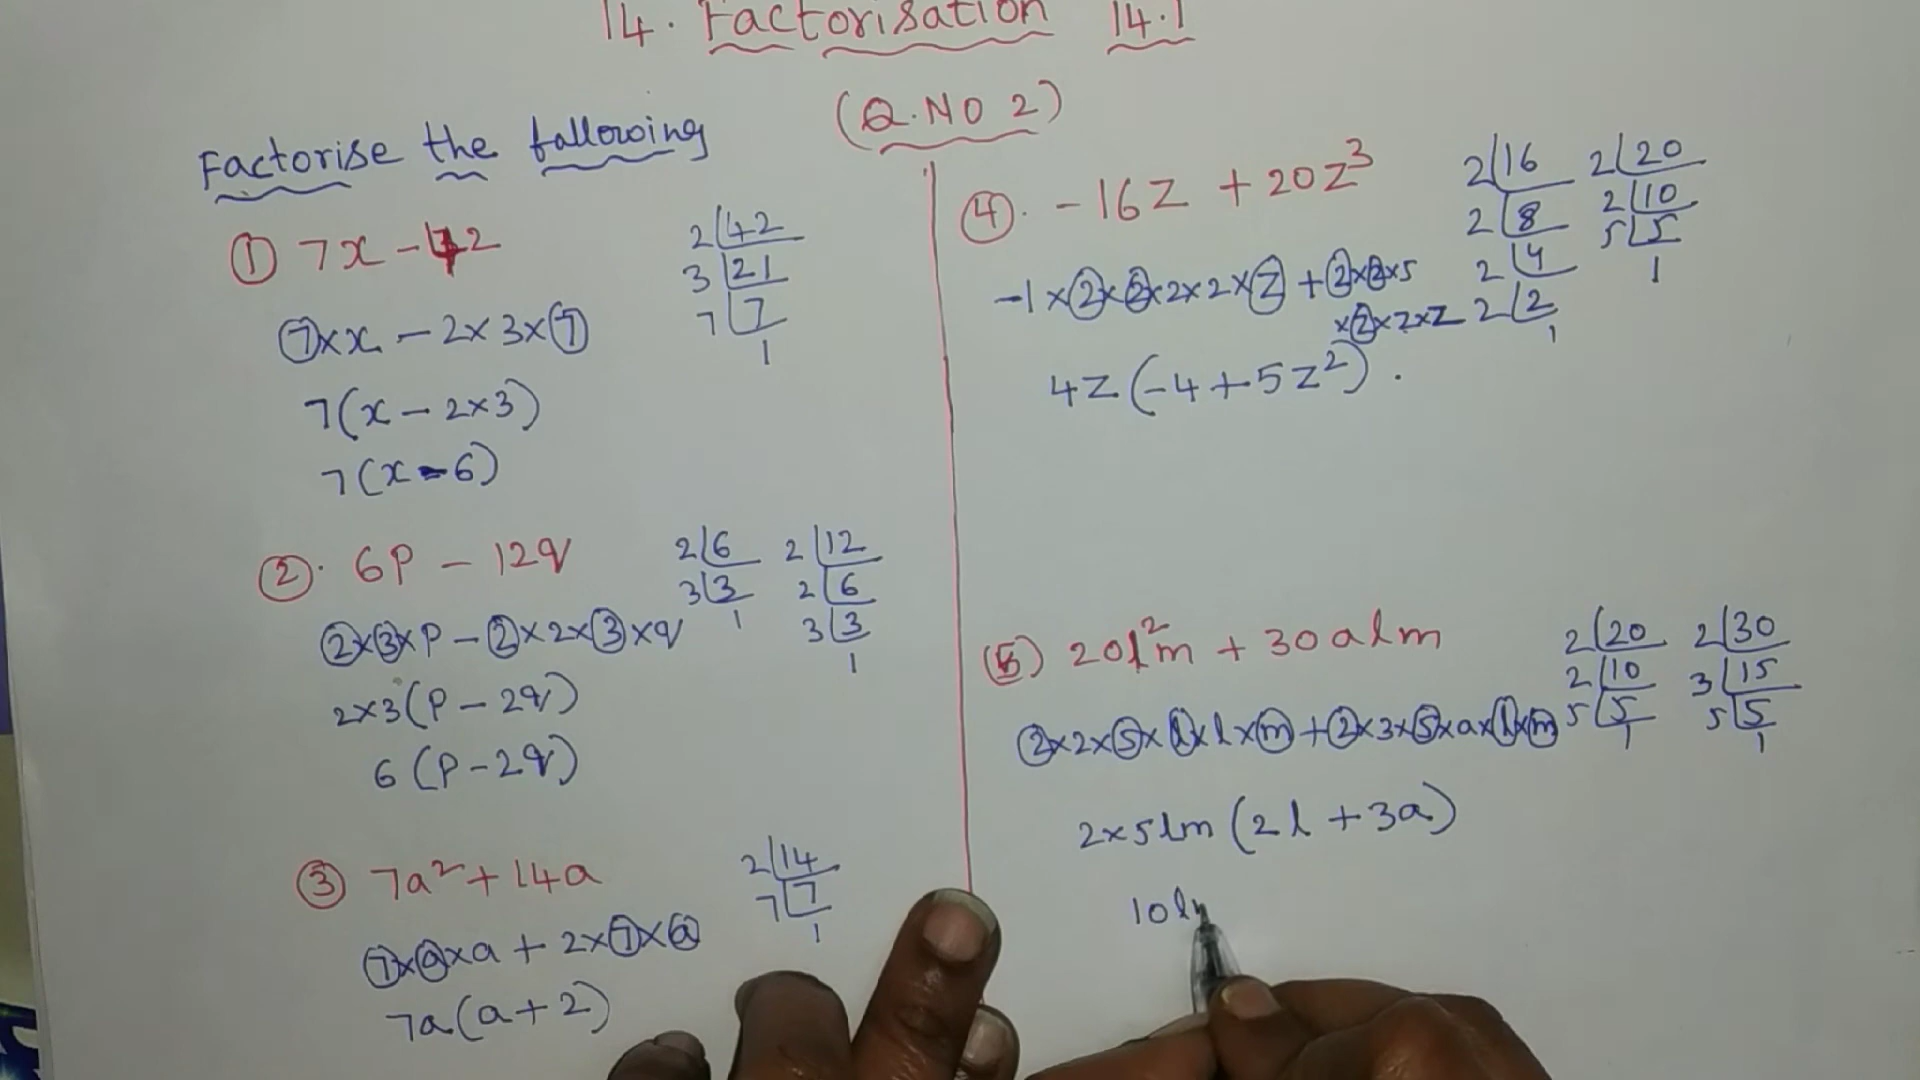 14. Factorisation 14.1
(Q.NO 2)
Factorise the following
① 7x - 42
7×x - 2×3×7
7(x - 2×3)
7(x - 6)
2 42
3 21
7 7
1
②. 6p - 12q
2×3×p - 2×2×3×q
2×3(p - 2q)
6(p - 2q)
2 6
3 3
1
2 12
2 6
3 3
1
③ 7a² + 14a
7×a×a + 2×7×a
7a(a + 2)
2 14
7 7
1
④. -16z + 20z³
-1×2×2×2×2×z + 2×2×5
×z×z×z
4z(-4 + 5z²).
2 16
2 8
2 4
2 2
1
2 20
2 10
5 5
1
(5) 20l²m + 30alm
2×2×5×l×l×m + 2×3×5×a×l×m
2×5lm(2l + 3a)
10l
2 20
2 10
5 5
1
2 30
3 15
5 5
1